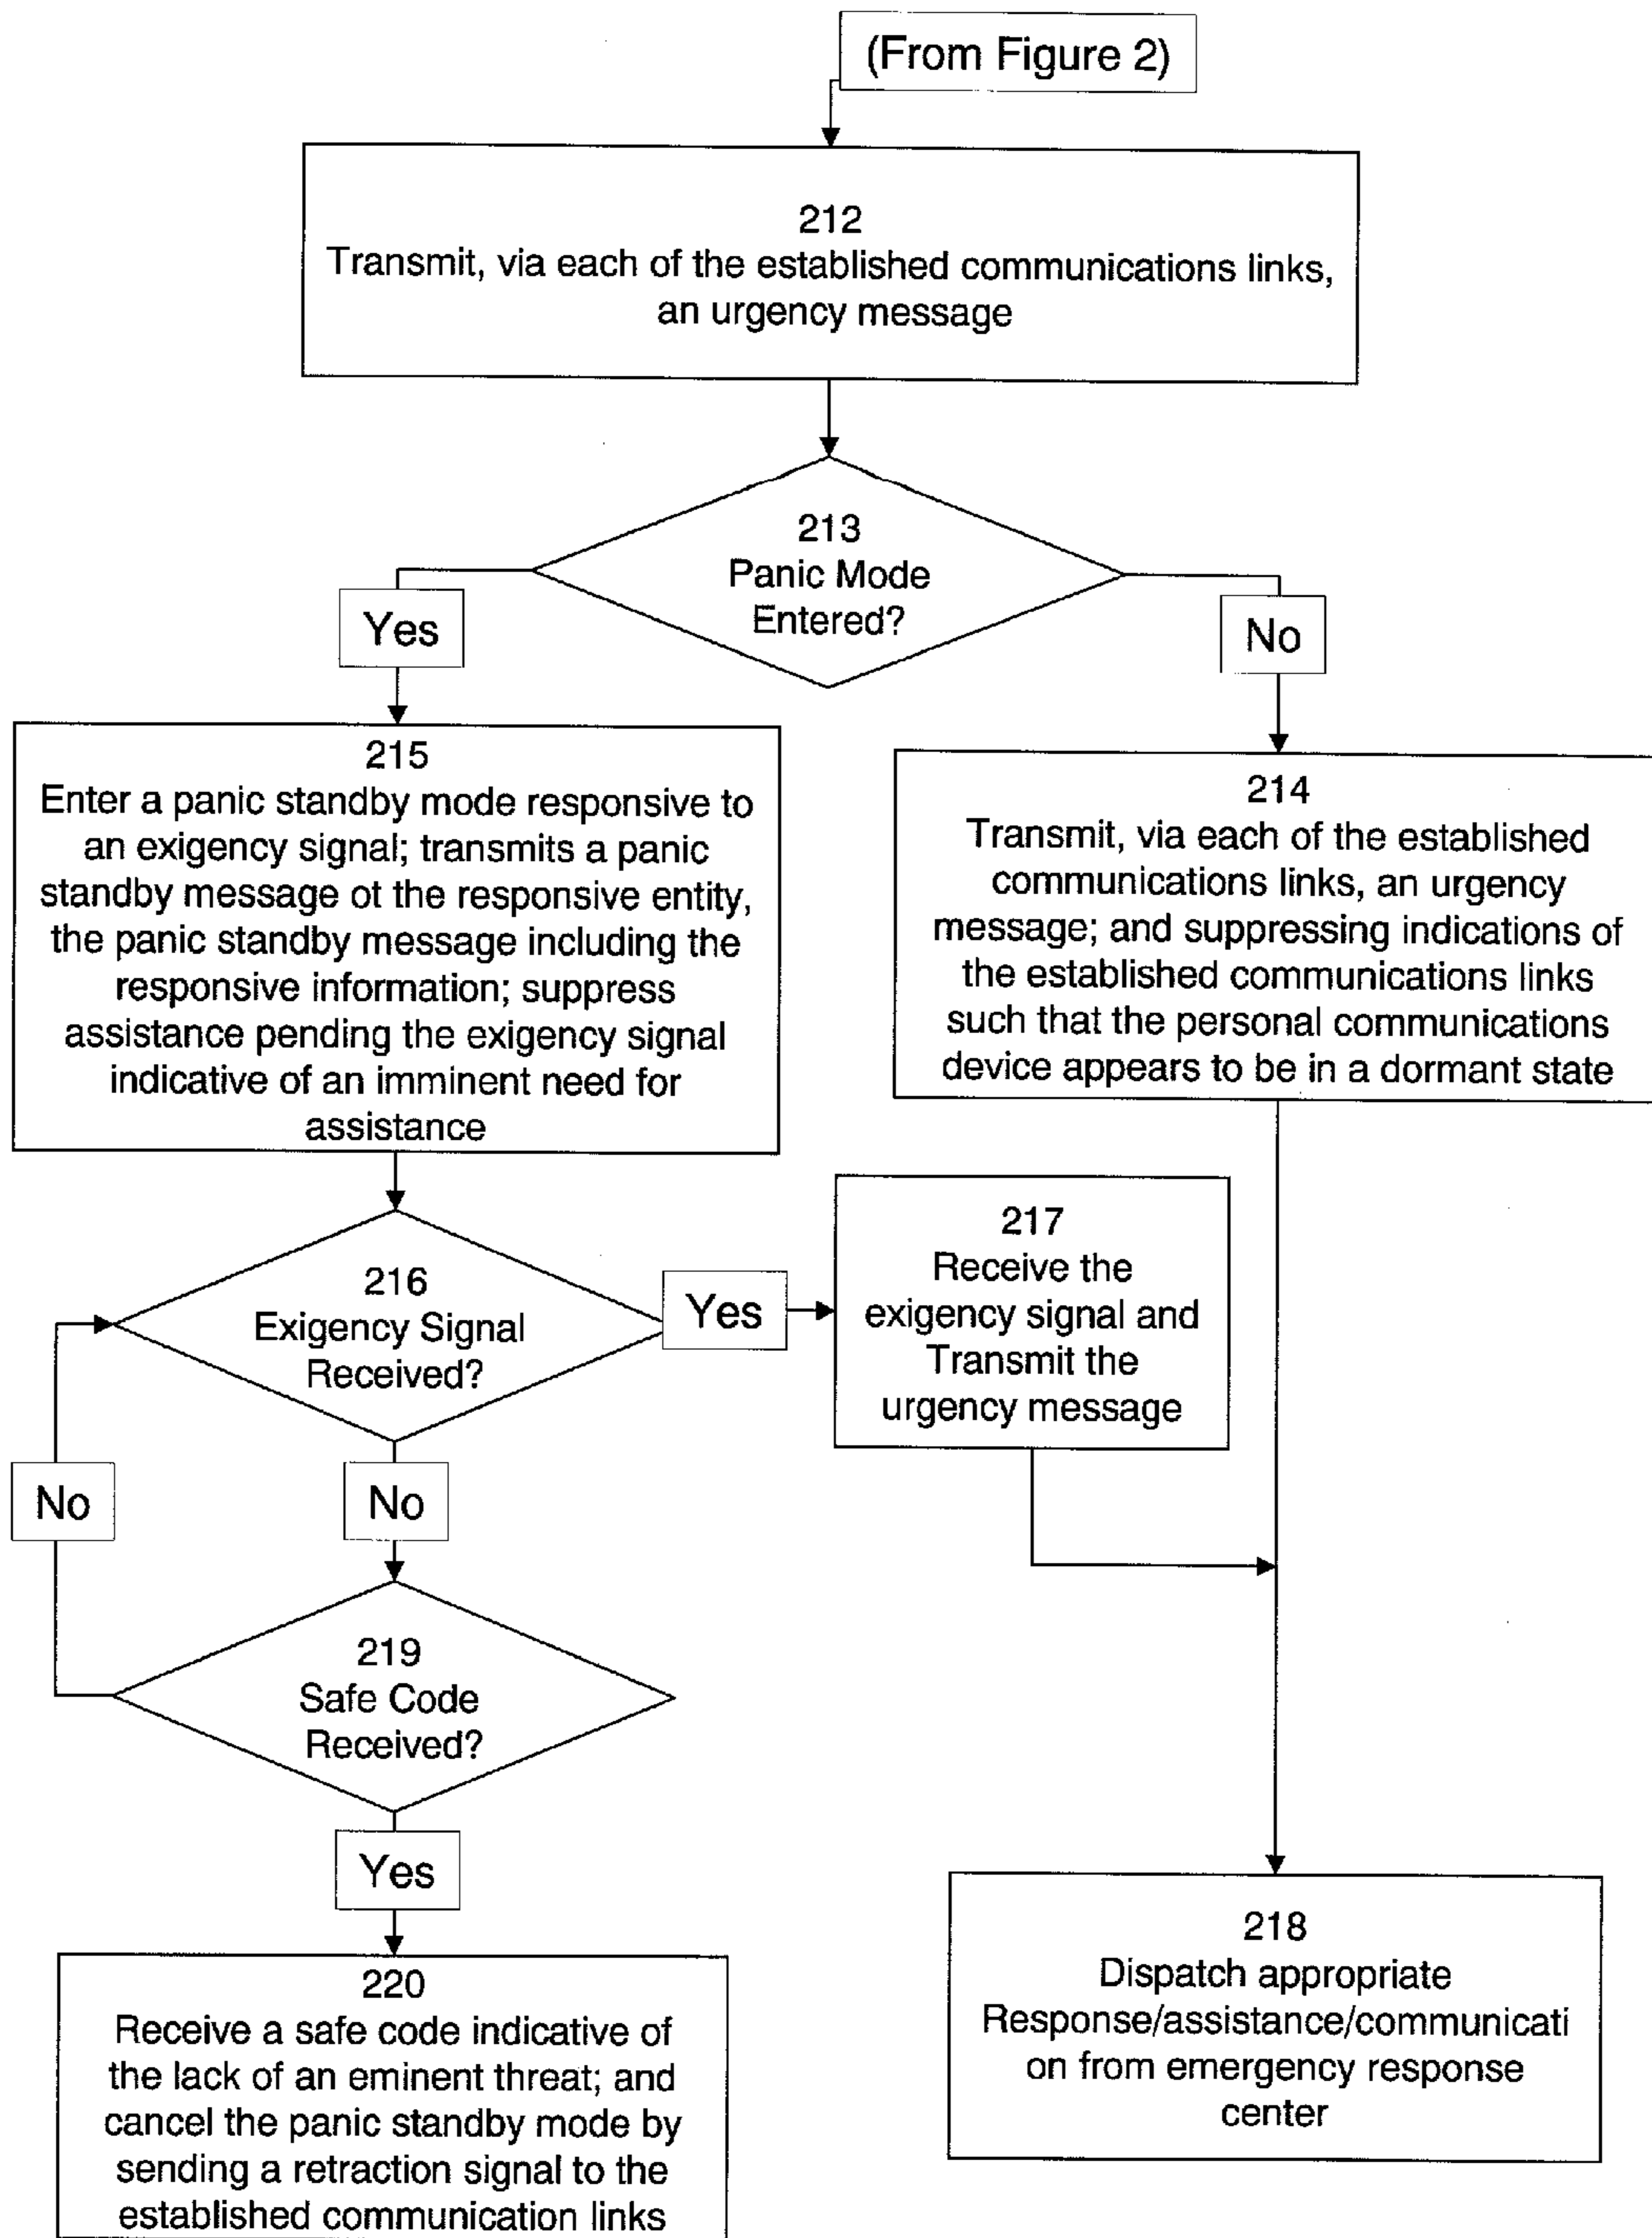 (From Figure 2)
212
Transmit, via each of the established communications links,
an urgency message
213
Panic Mode
Entered?
Yes
No
215
Enter a panic standby mode responsive to
an exigency signal; transmits a panic
standby message ot the responsive entity,
the panic standby message including the
responsive information; suppress
assistance pending the exigency signal
indicative of an imminent need for
assistance
214
Transmit, via each of the established
communications links, an urgency
message; and suppressing indications of
the established communications links
such that the personal communications
device appears to be in a dormant state
216
Exigency Signal
Received?
Yes
217
Receive the
exigency signal and
Transmit the
urgency message
No
No
219
Safe Code
Received?
Yes
220
Receive a safe code indicative of
the lack of an eminent threat; and
cancel the panic standby mode by
sending a retraction signal to the
established communication links
218
Dispatch appropriate
Response/assistance/communicati
on from emergency response
center